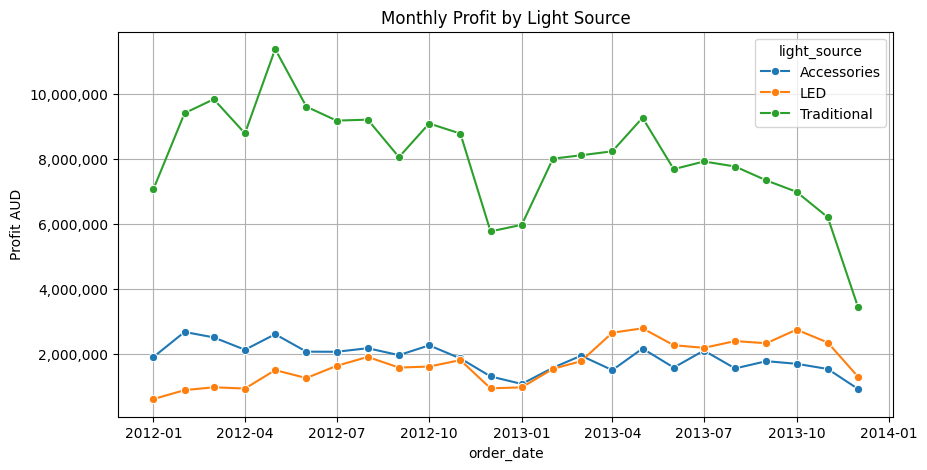 Monthly Profit by Light Source
light_source
Accessories
LED
Traditional
Profit AUD
10,000,000
8,000,000
6,000,000
4,000,000
2,000,000
2012-01 2012-04 2012-07 2012-10 2013-01 2013-04 2013-07 2013-10 2014-01
order_date